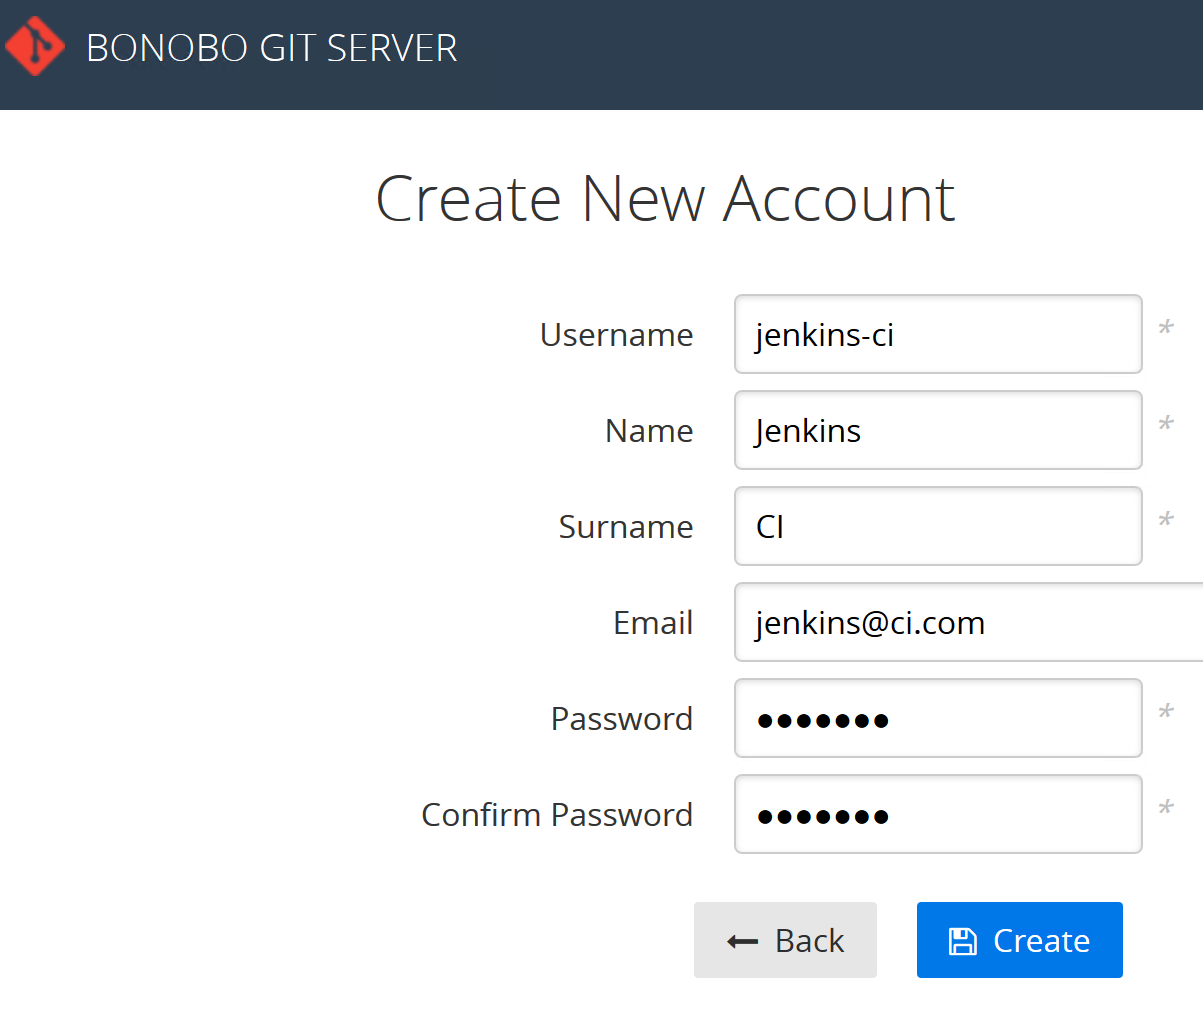 BONOBO GIT SERVER
Create New Account
Username jenkins-ci *
Name Jenkins *
Surname CI *
Email jenkins@ci.com
Password ●●●●●●● *
Confirm Password ●●●●●●● *
Back Create